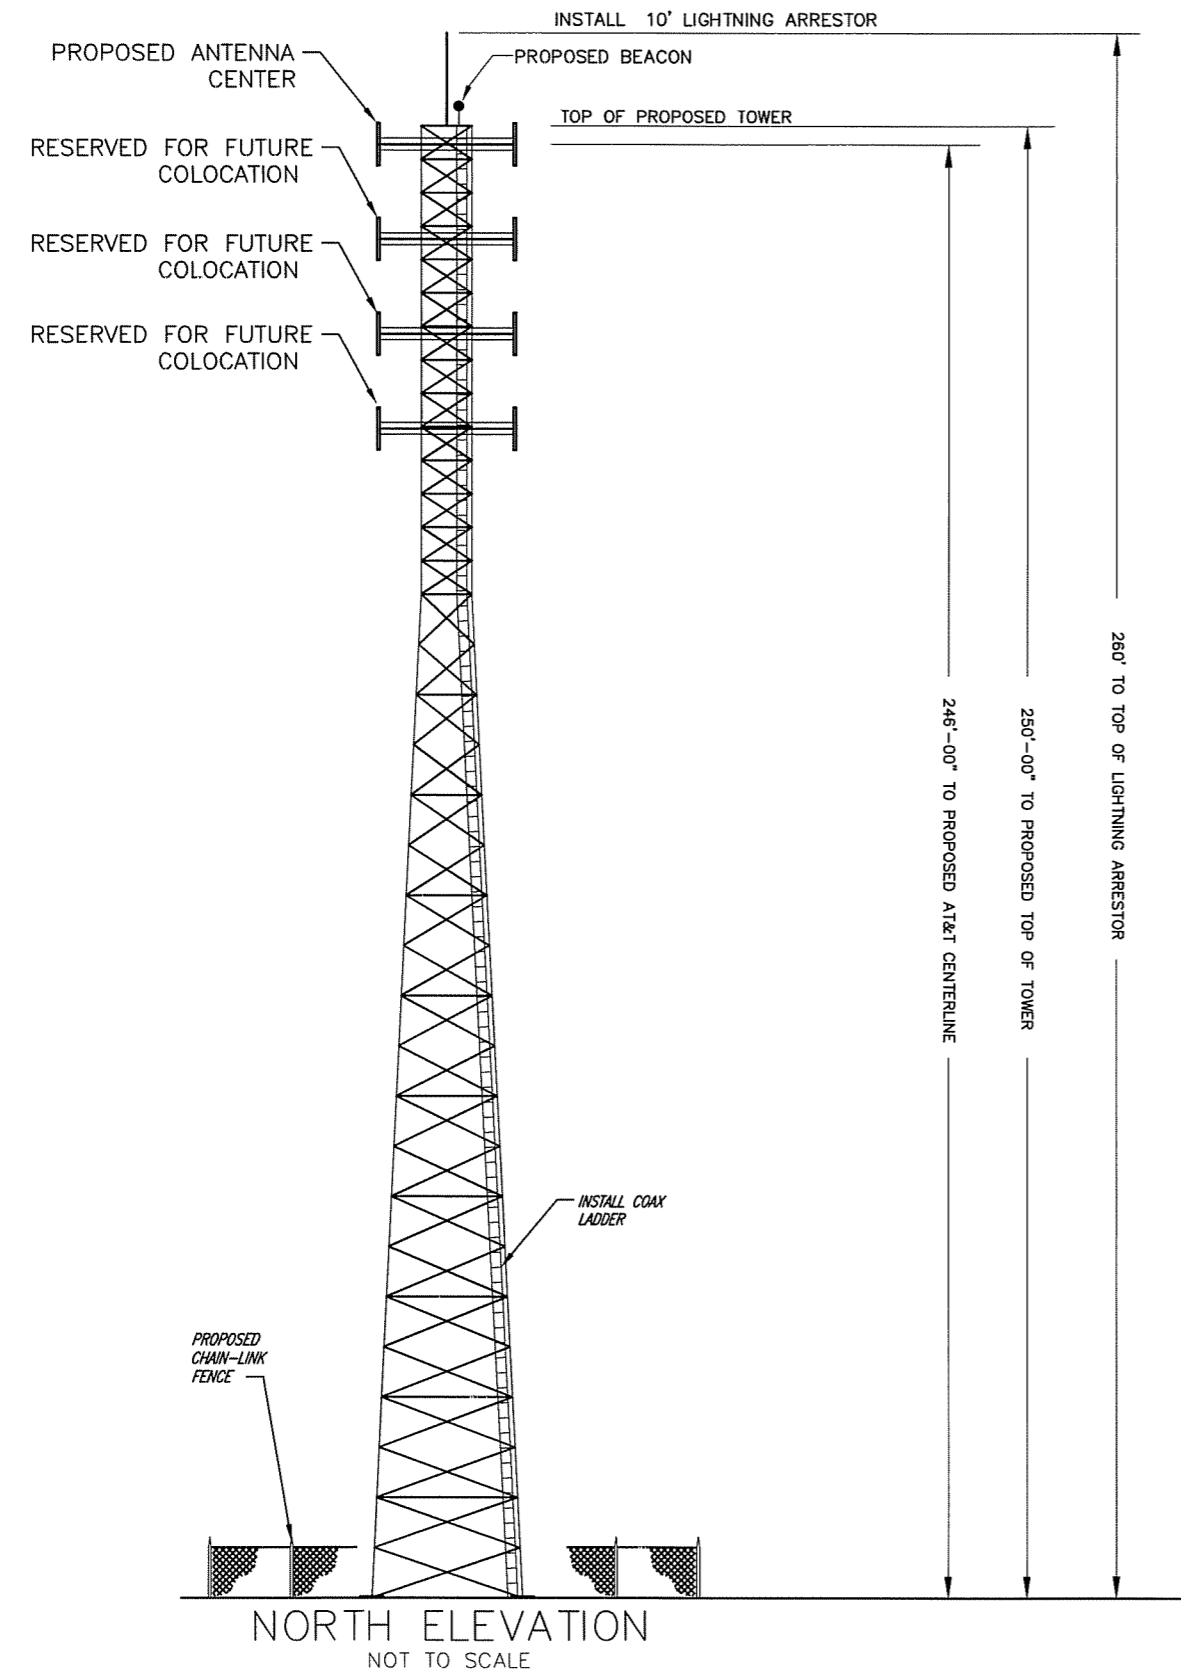 INSTALL 10' LIGHTNING ARRESTOR
PROPOSED ANTENNA
CENTER
PROPOSED BEACON
TOP OF PROPOSED TOWER
RESERVED FOR FUTURE
COLOCATION
RESERVED FOR FUTURE
COLOCATION
RESERVED FOR FUTURE
COLOCATION
260' TO TOP OF LIGHTNING ARRESTOR
250'-00" TO PROPOSED TOP OF TOWER
246'-00" TO PROPOSED AT&T CENTERLINE
INSTALL COAX
LADDER
PROPOSED
CHAIN-LINK
FENCE
NORTH ELEVATION
NOT TO SCALE